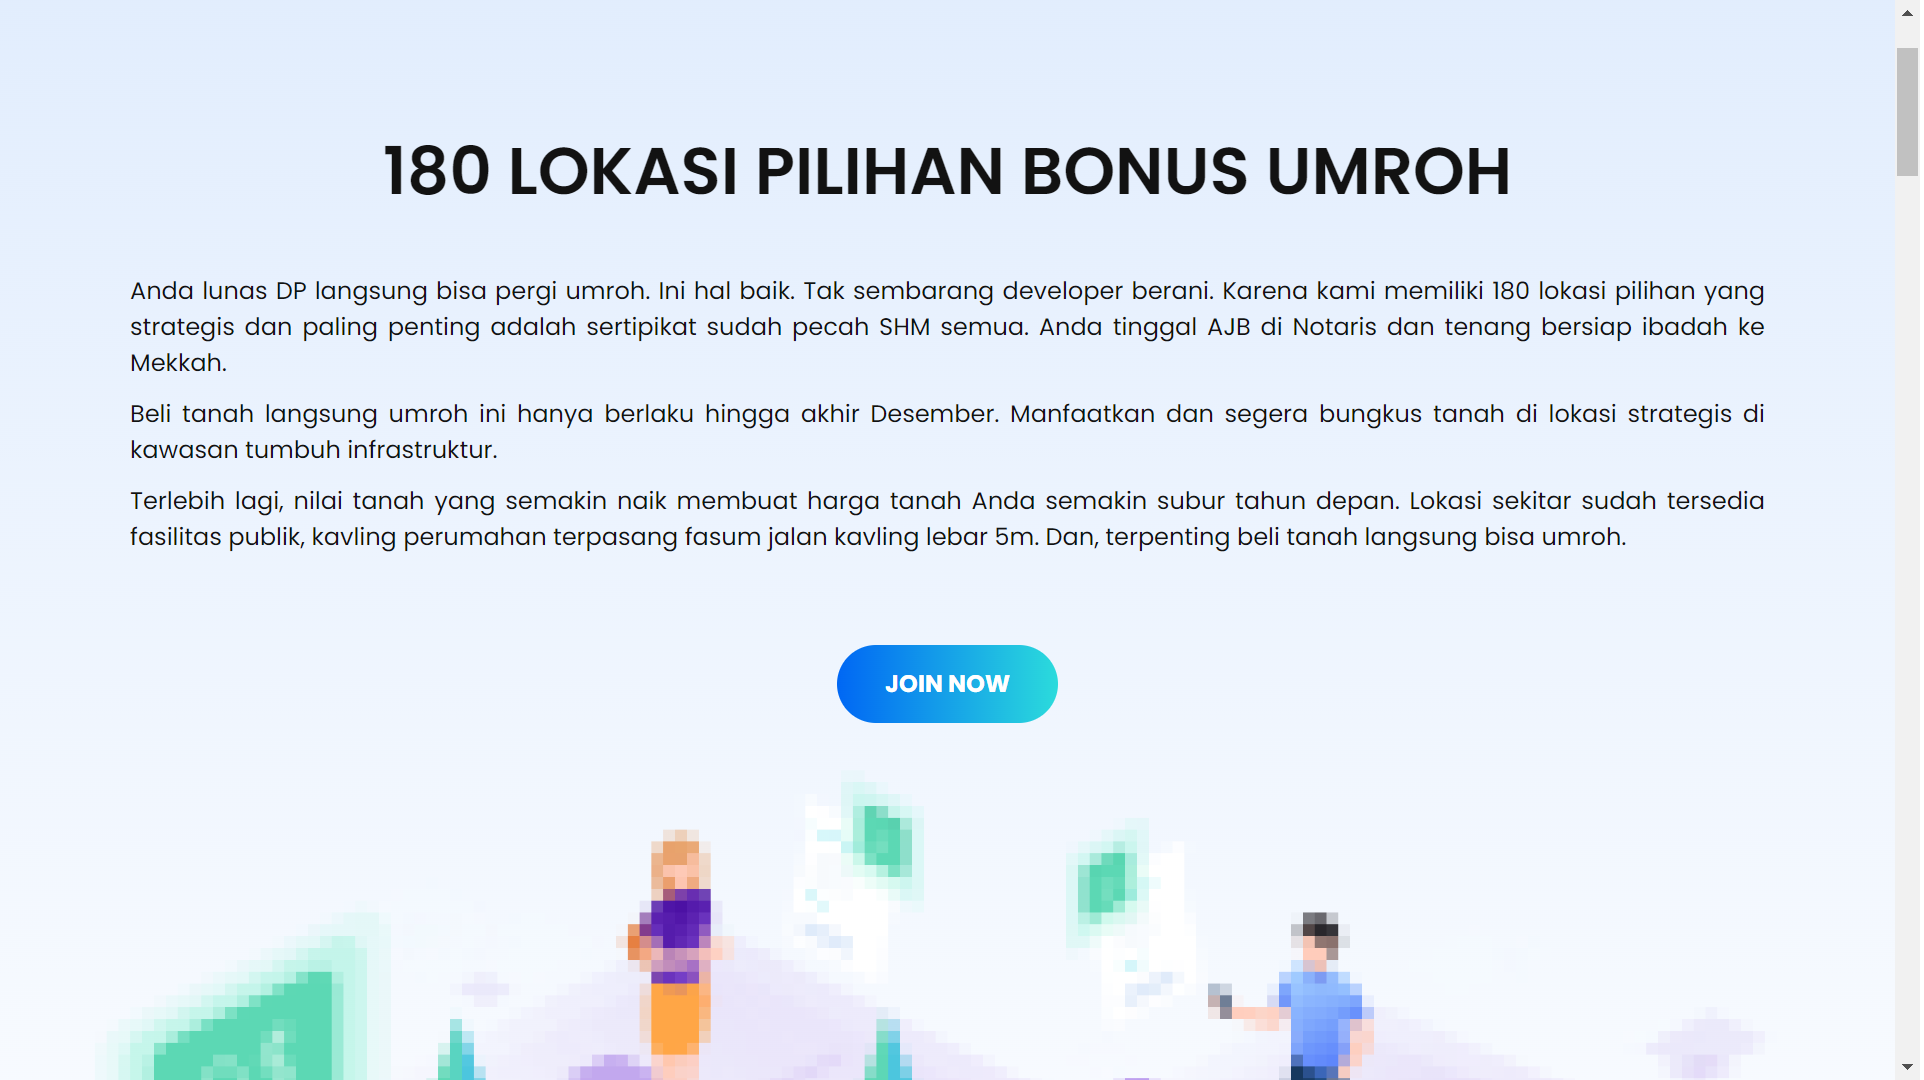 180 LOKASI PILIHAN BONUS UMROH
Anda lunas DP langsung bisa pergi umroh. Ini hal baik. Tak sembarang developer berani. Karena kami memiliki 180 lokasi pilihan yang
strategis dan paling penting adalah sertipikat sudah pecah SHM semua. Anda tinggal AJB di Notaris dan tenang bersiap ibadah ke
Mekkah.
Beli tanah langsung umroh ini hanya berlaku hingga akhir Desember. Manfaatkan dan segera bungkus tanah di lokasi strategis di
kawasan tumbuh infrastruktur.
Terlebih lagi, nilai tanah yang semakin naik membuat harga tanah Anda semakin subur tahun depan. Lokasi sekitar sudah tersedia
fasilitas publik, kavling perumahan terpasang fasum jalan kavling lebar 5m. Dan, terpenting beli tanah langsung bisa umroh.
JOIN NOW